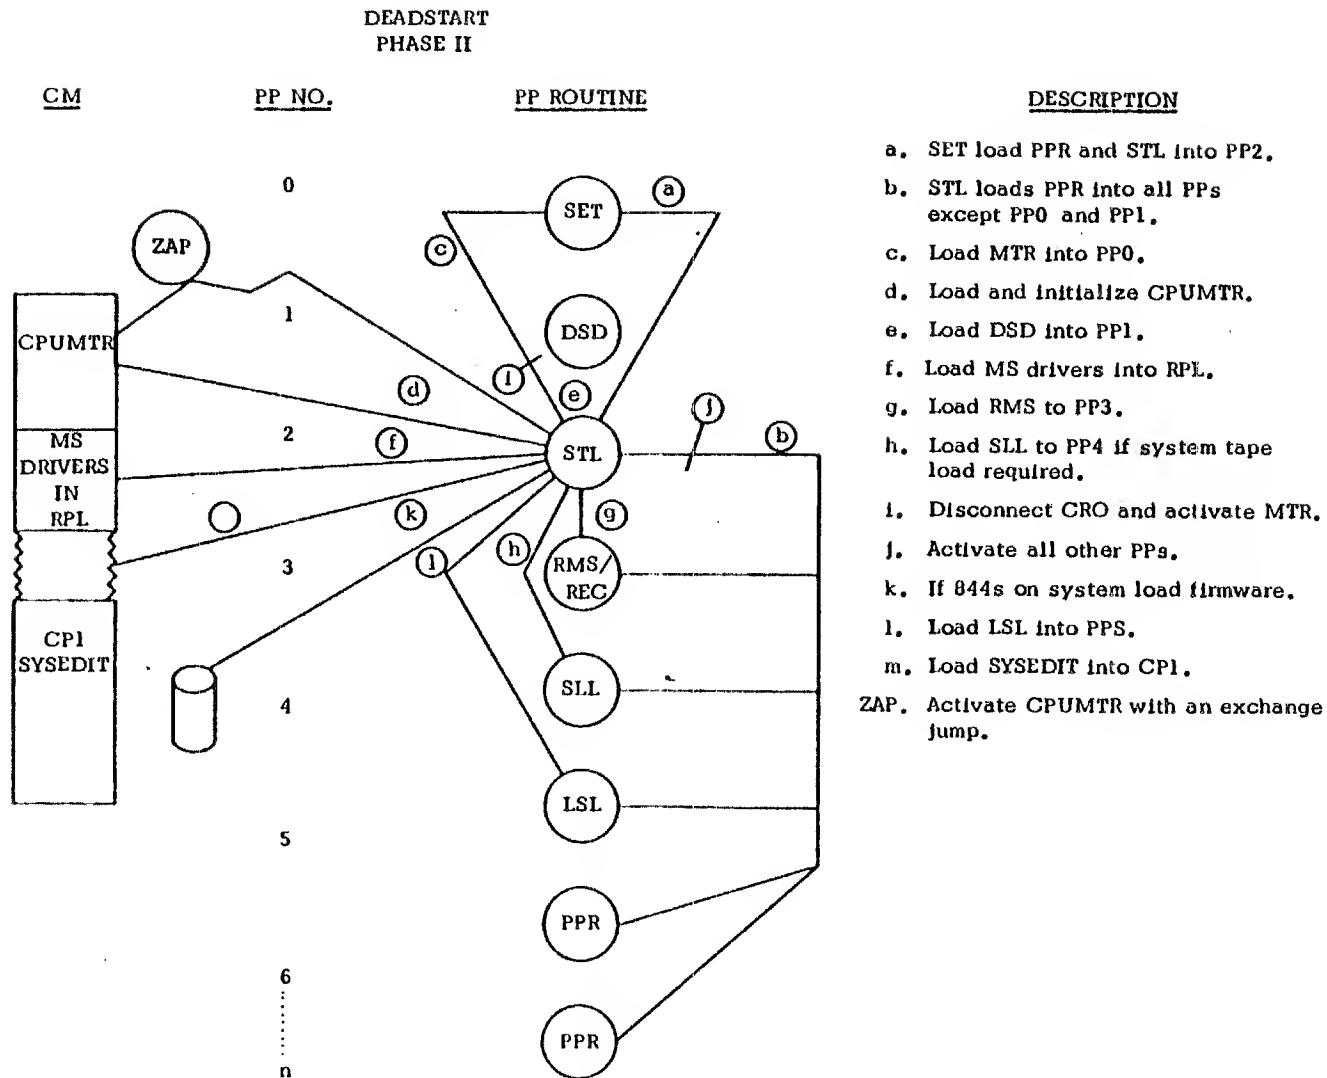 DEADSTART
PHASE II
CM
PP NO.
PP ROUTINE
DESCRIPTION
0
1
2
3
4
5
6
n
ZAP
CPUMTR
MS
DRIVERS
IN
RPL
CP1
SYSEDIT
SET
DSD
STL
RMS/
REC
SLL
LSL
PPR
PPR
a
c
i
e
d
j
b
f
k
g
h
l
a. SET load PPR and STL into PP2.
b. STL loads PPR into all PPs
except PP0 and PP1.
c. Load MTR into PP0.
d. Load and initialize CPUMTR.
e. Load DSD into PP1.
f. Load MS drivers into RPL.
g. Load RMS to PP3.
h. Load SLL to PP4 if system tape
load required.
i. Disconnect CRO and activate MTR.
j. Activate all other PPs.
k. If 844s on system load firmware.
l. Load LSL into PPS.
m. Load SYSEDIT into CP1.
ZAP. Activate CPUMTR with an exchange
jump.